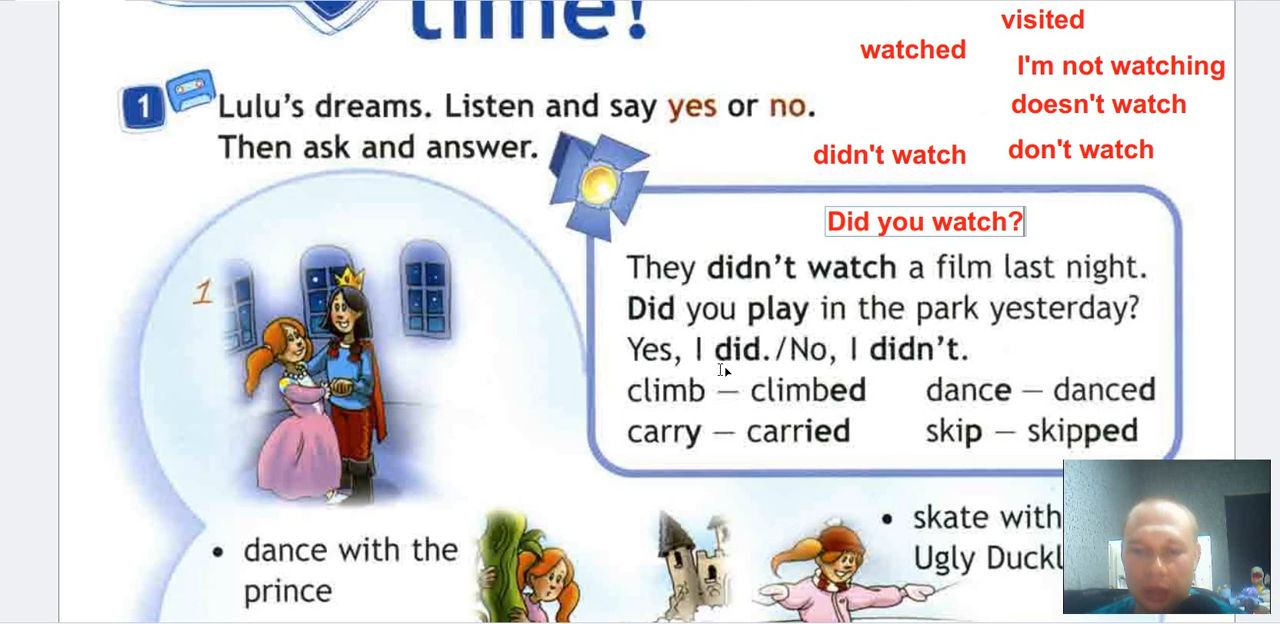 time!
visited
watched
I'm not watching
doesn't watch
didn't watch
don't watch
1 Lulu's dreams. Listen and say yes or no.
Then ask and answer.
Did you watch?
They didn't watch a film last night.
Did you play in the park yesterday?
Yes, I did./No, I didn't.
climb – climbed dance – danced
carry – carried skip – skipped
1
• dance with the
prince
• skate with
Ugly Duckl